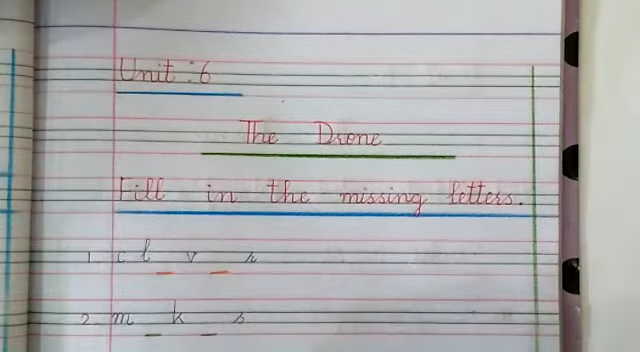 Unit : 6
The Drone
Fill in the missing letters.
1. c l _ v _ r
2. m _ k _ s